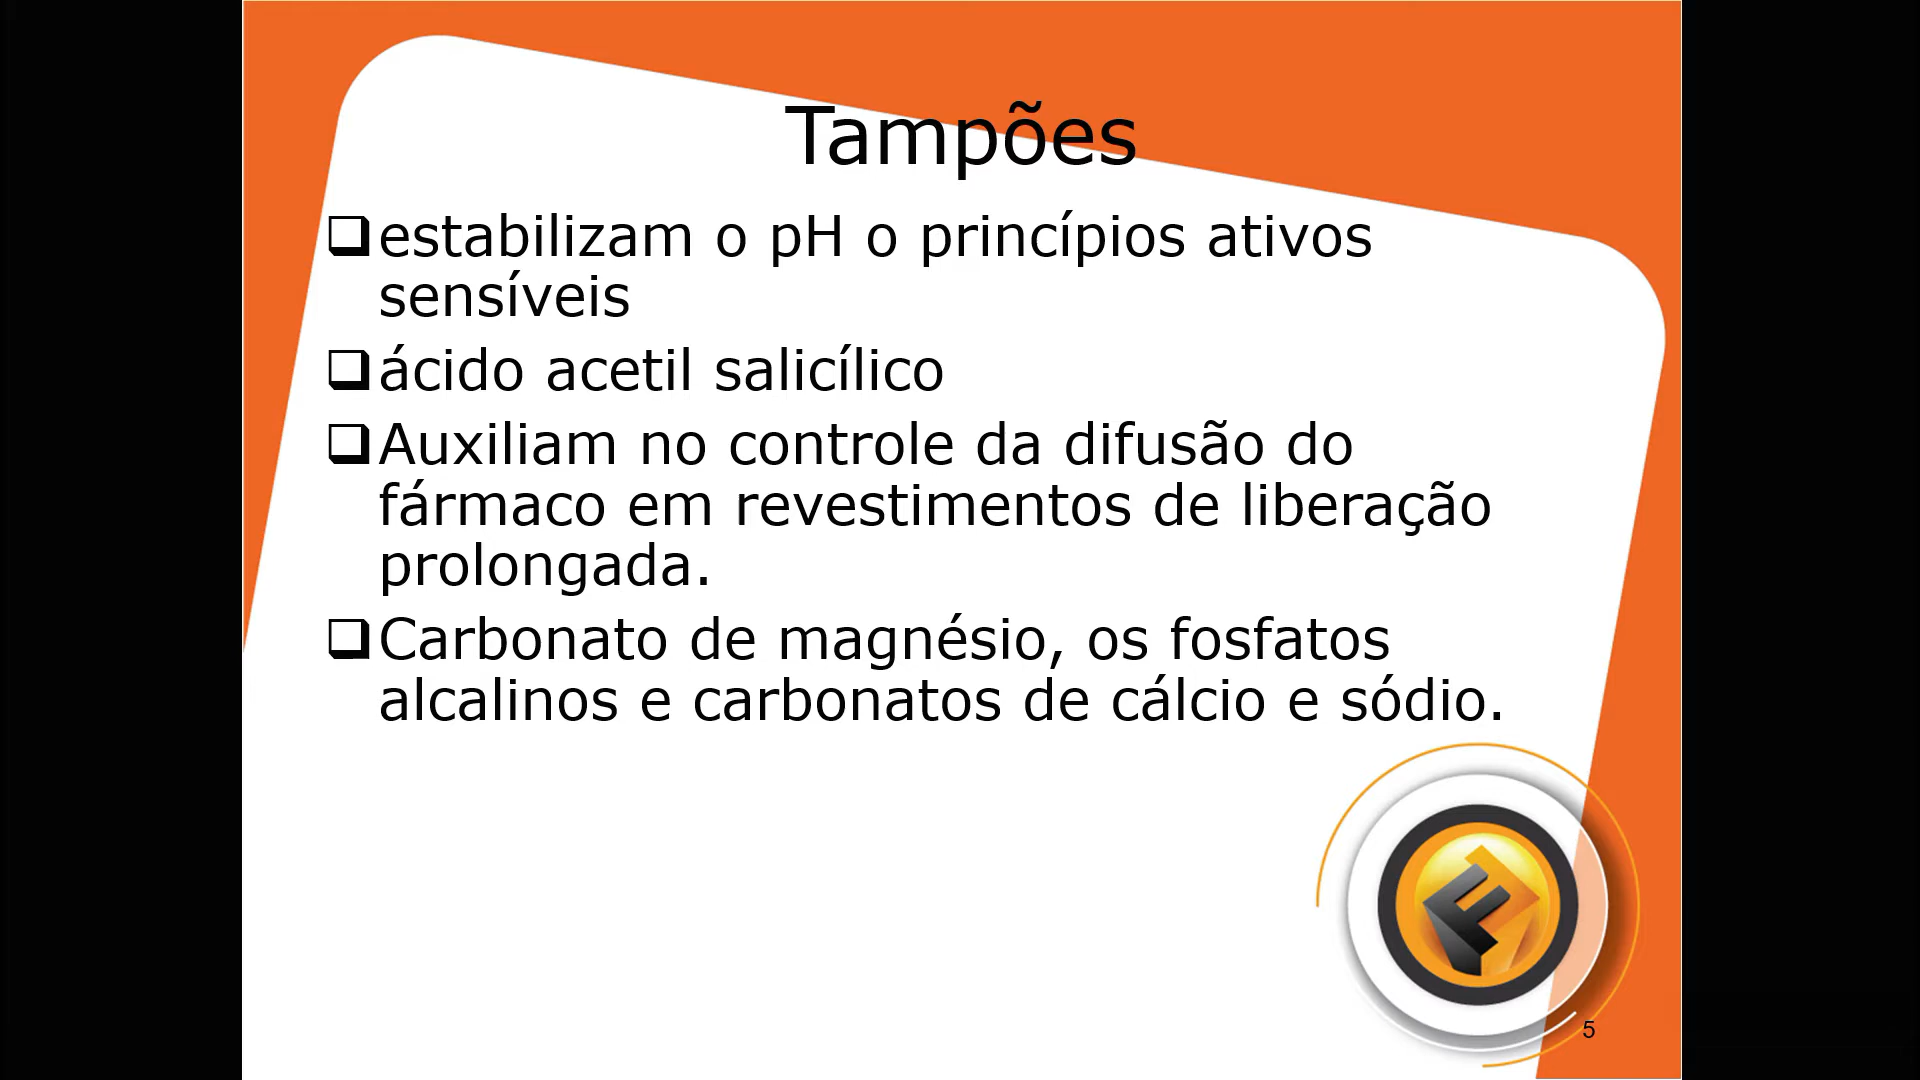 Tampões
estabilizam o pH o princípios ativos
sensíveis
ácido acetil salicílico
Auxiliam no controle da difusão do
fármaco em revestimentos de liberação
prolongada.
Carbonato de magnésio, os fosfatos
alcalinos e carbonatos de cálcio e sódio.
5